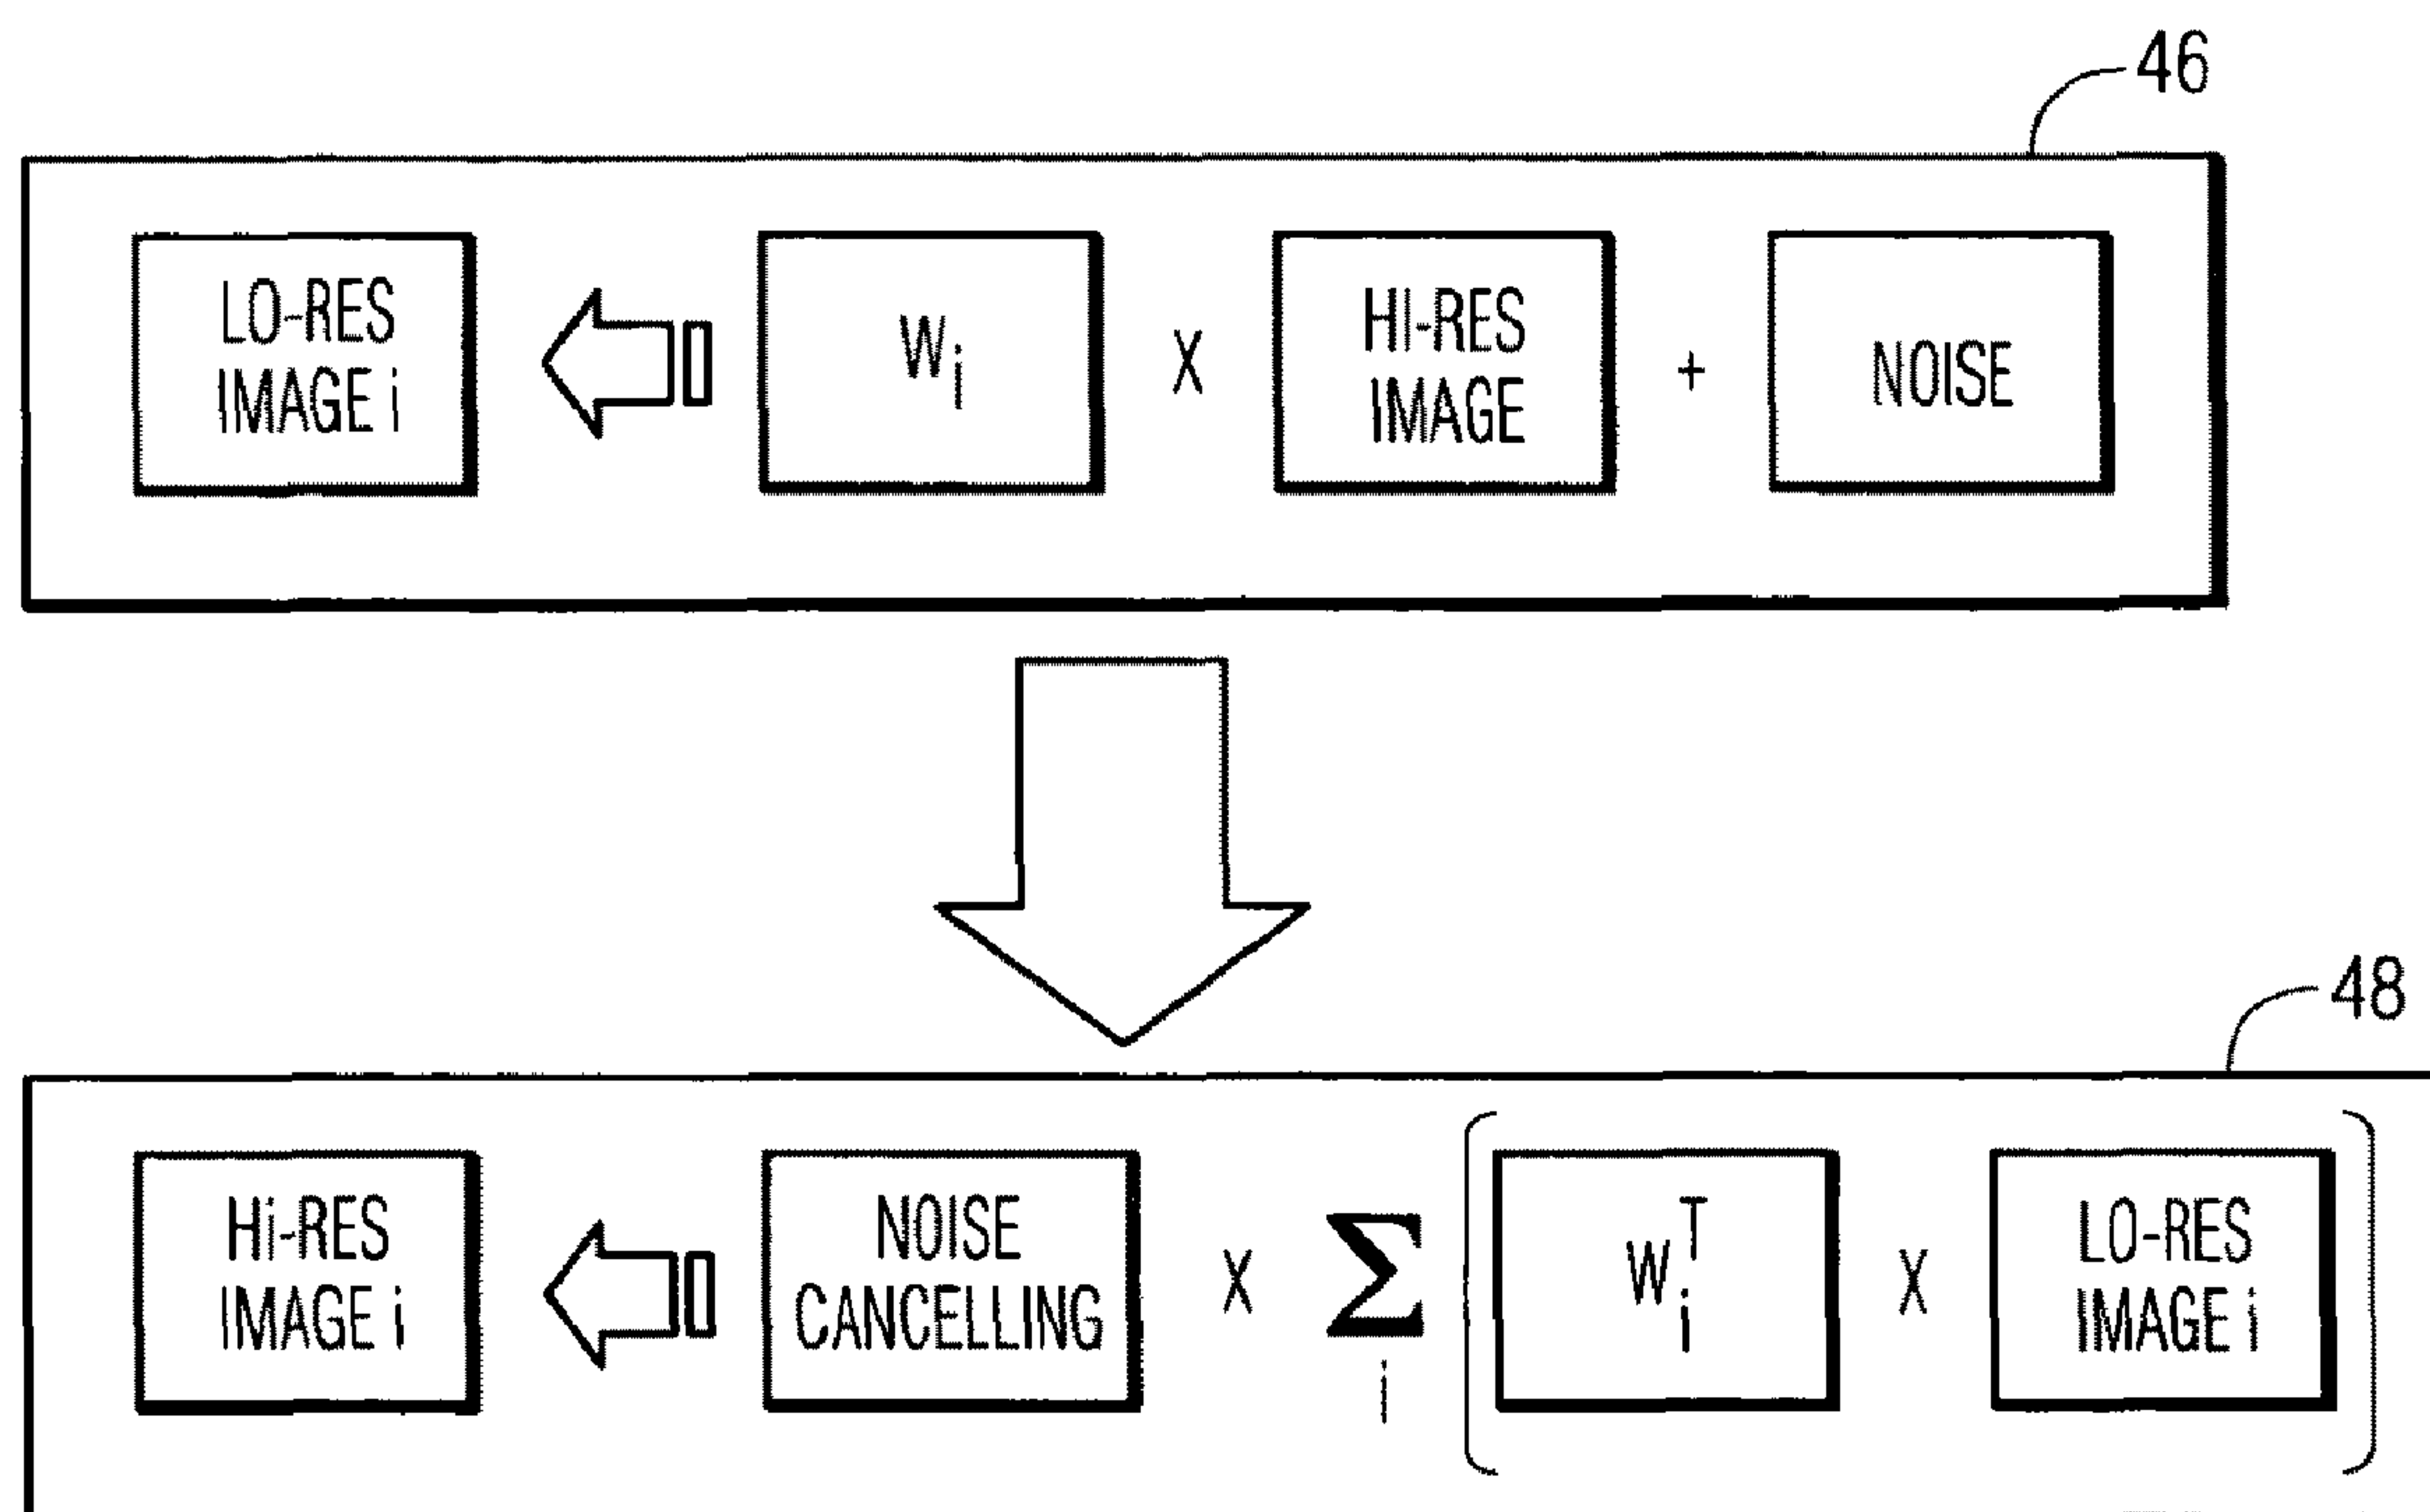 46
LO-RES
IMAGE i
Wi
X
HI-RES
IMAGE
+
NOISE
48
Hi-RES
IMAGE i
NOISE
CANCELLING
X
Σ
i
WiT
X
LO-RES
IMAGE i